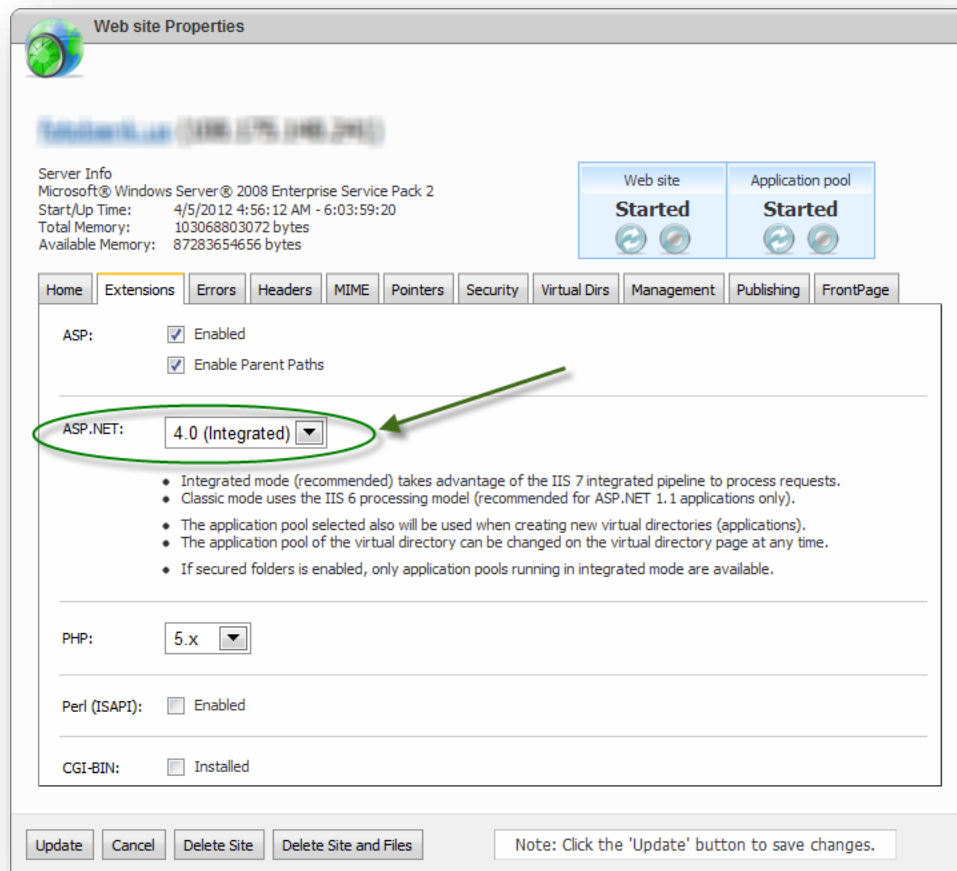 Web site Properties
Server Info
Microsoft® Windows Server® 2008 Enterprise Service Pack 2
Start/Up Time: 4/5/2012 4:56:12 AM - 6:03:59:20
Total Memory: 103068803072 bytes
Available Memory: 87283654656 bytes
Web site Application pool
Started Started
Home Extensions Errors Headers MIME Pointers Security Virtual Dirs Management Publishing FrontPage
ASP: Enabled
Enable Parent Paths
ASP.NET: 4.0 (Integrated)
Integrated mode (recommended) takes advantage of the IIS 7 integrated pipeline to process requests.
Classic mode uses the IIS 6 processing model (recommended for ASP.NET 1.1 applications only).
The application pool selected also will be used when creating new virtual directories (applications).
The application pool of the virtual directory can be changed on the virtual directory page at any time.
If secured folders is enabled, only application pools running in integrated mode are available.
PHP: 5.x
Perl (ISAPI): Enabled
CGI-BIN: Installed
Update Cancel Delete Site Delete Site and Files Note: Click the 'Update' button to save changes.